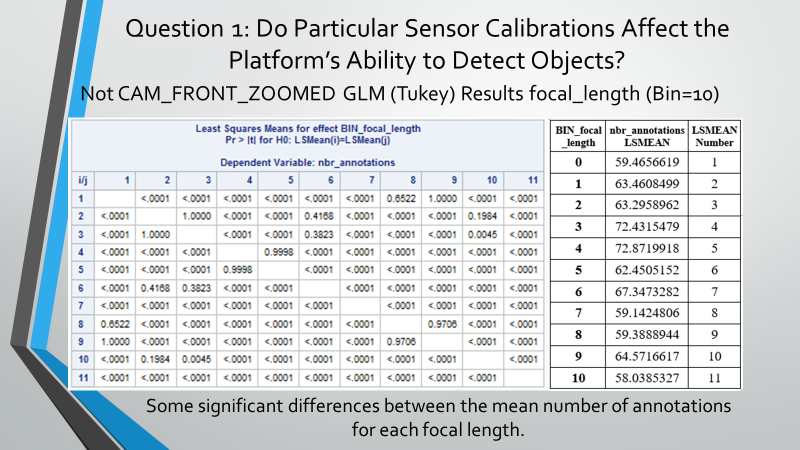 Question 1: Do Particular Sensor Calibrations Affect the
Platform's Ability to Detect Objects?
Not CAM_FRONT_ZOOMED GLM (Tukey) Results focal_length (Bin=10)
Least Squares Means for effect BIN_focal_length
Pr > |t| for H0: LSMean(i)=LSMean(j)
Dependent Variable: nbr_annotations
i/j 1 2 3 4 5 6 7 8 9 10 11
1 <.0001 <.0001 <.0001 <.0001 <.0001 <.0001 0.6522 1.0000 <.0001 <.0001
2 <.0001 1.0000 <.0001 <.0001 0.4168 <.0001 <.0001 <.0001 0.1984 <.0001
3 <.0001 1.0000 <.0001 <.0001 0.3823 <.0001 <.0001 <.0001 0.0045 <.0001
4 <.0001 <.0001 <.0001 0.9998 <.0001 <.0001 <.0001 <.0001 <.0001 <.0001
5 <.0001 <.0001 <.0001 0.9998 <.0001 <.0001 <.0001 <.0001 <.0001 <.0001
6 <.0001 0.4168 0.3823 <.0001 <.0001 <.0001 <.0001 <.0001 <.0001 <.0001
7 <.0001 <.0001 <.0001 <.0001 <.0001 <.0001 <.0001 <.0001 <.0001 <.0001
8 0.6522 <.0001 <.0001 <.0001 <.0001 <.0001 <.0001 0.9706 <.0001 <.0001
9 1.0000 <.0001 <.0001 <.0001 <.0001 <.0001 <.0001 0.9706 <.0001 <.0001
10 <.0001 0.1984 0.0045 <.0001 <.0001 <.0001 <.0001 <.0001 <.0001 <.0001
11 <.0001 <.0001 <.0001 <.0001 <.0001 <.0001 <.0001 <.0001 <.0001 <.0001
BIN_focal nbr_annotations LSMEAN
_length LSMEAN Number
0 59.4656619 1
1 63.4608499 2
2 63.2958962 3
3 72.4315479 4
4 72.8719918 5
5 62.4505152 6
6 67.3473282 7
7 59.1424806 8
8 59.3888944 9
9 64.5716617 10
10 58.0385327 11
Some significant differences between the mean number of annotations
for each focal length.